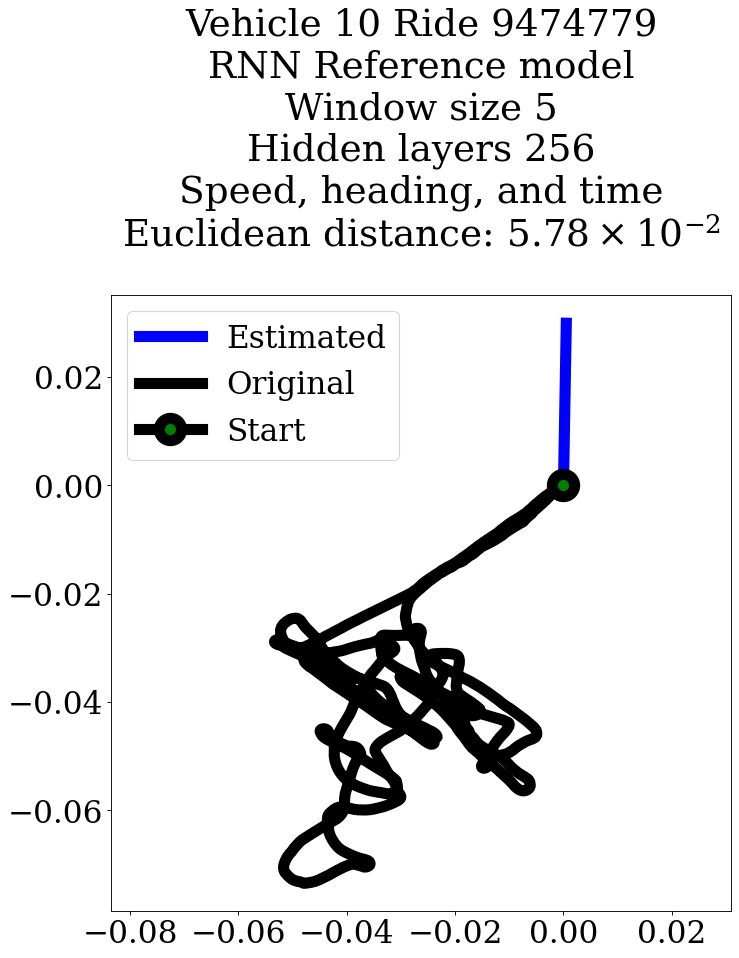 Vehicle 10 Ride 9474779
RNN Reference model
Window size 5
Hidden layers 256
Speed, heading, and time
Euclidean distance: 5.78 × 10⁻²
Estimated
Original
Start
0.02
0.00
−0.02
−0.04
−0.06
−0.08 −0.06 −0.04 −0.02 0.00 0.02